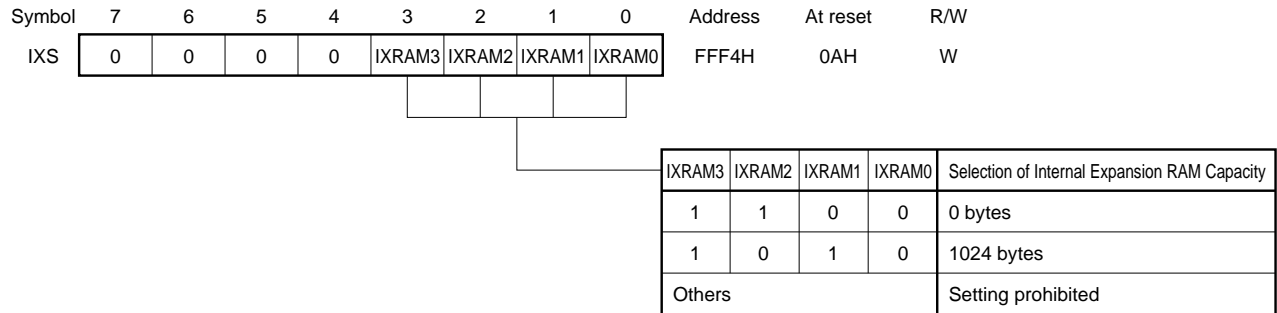 Symbol 7 6 5 4 3 2 1 0 Address At reset R/W
IXS 0 0 0 0 IXRAM3 IXRAM2 IXRAM1 IXRAM0 FFF4H 0AH W
IXRAM3 IXRAM2 IXRAM1 IXRAM0 Selection of Internal Expansion RAM Capacity
1 1 0 0 0 bytes
1 0 1 0 1024 bytes
Others Setting prohibited